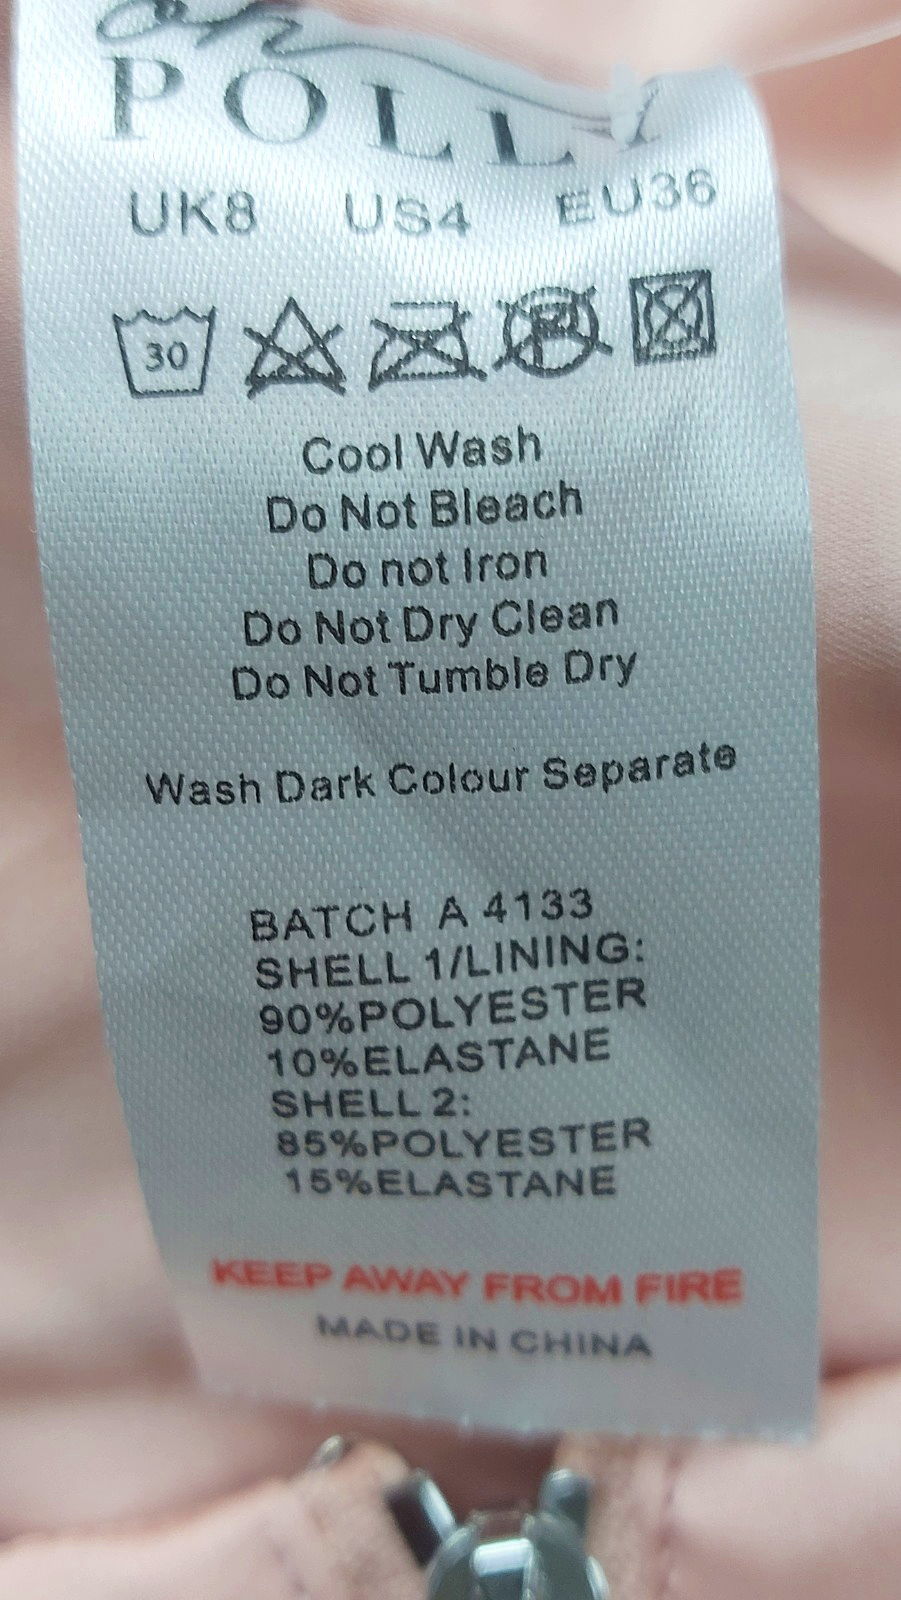 oh
POLLY
UK8 US4 EU36
30 P
Cool Wash
Do Not Bleach
Do not Iron
Do Not Dry Clean
Do Not Tumble Dry
Wash Dark Colour Separate
BATCH A 4133
SHELL 1/LINING:
90%POLYESTER
10%ELASTANE
SHELL 2:
85%POLYESTER
15%ELASTANE
KEEP AWAY FROM FIRE
MADE IN CHINA